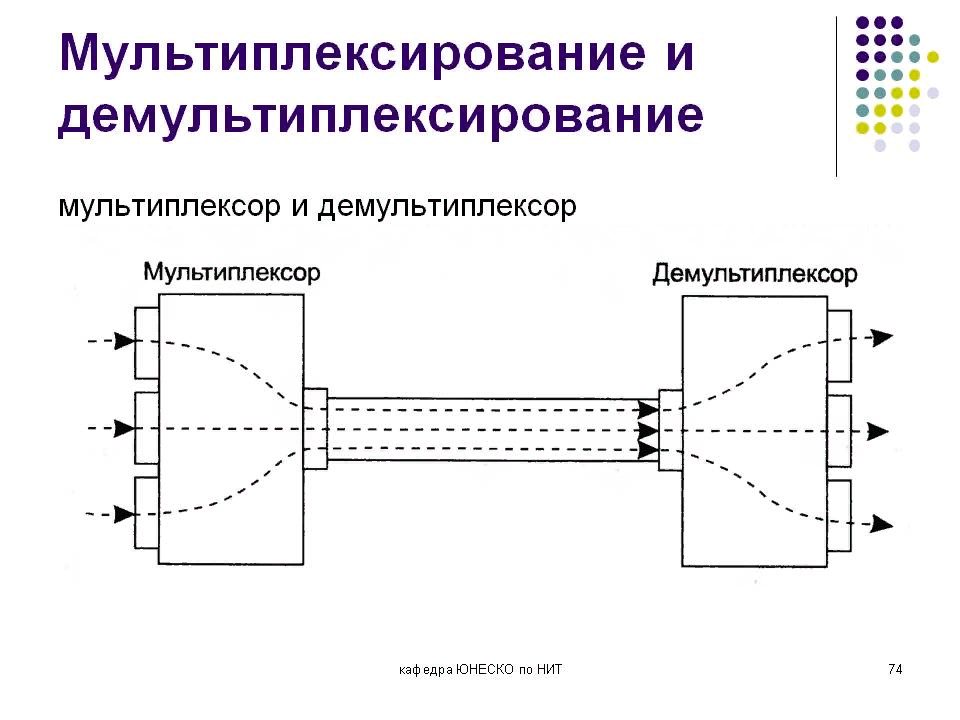 Мультиплексирование и
демультиплексирование
мультиплексор и демультиплексор
Мультиплексор
Демультиплексор
кафедра ЮНЕСКО по НИТ
74